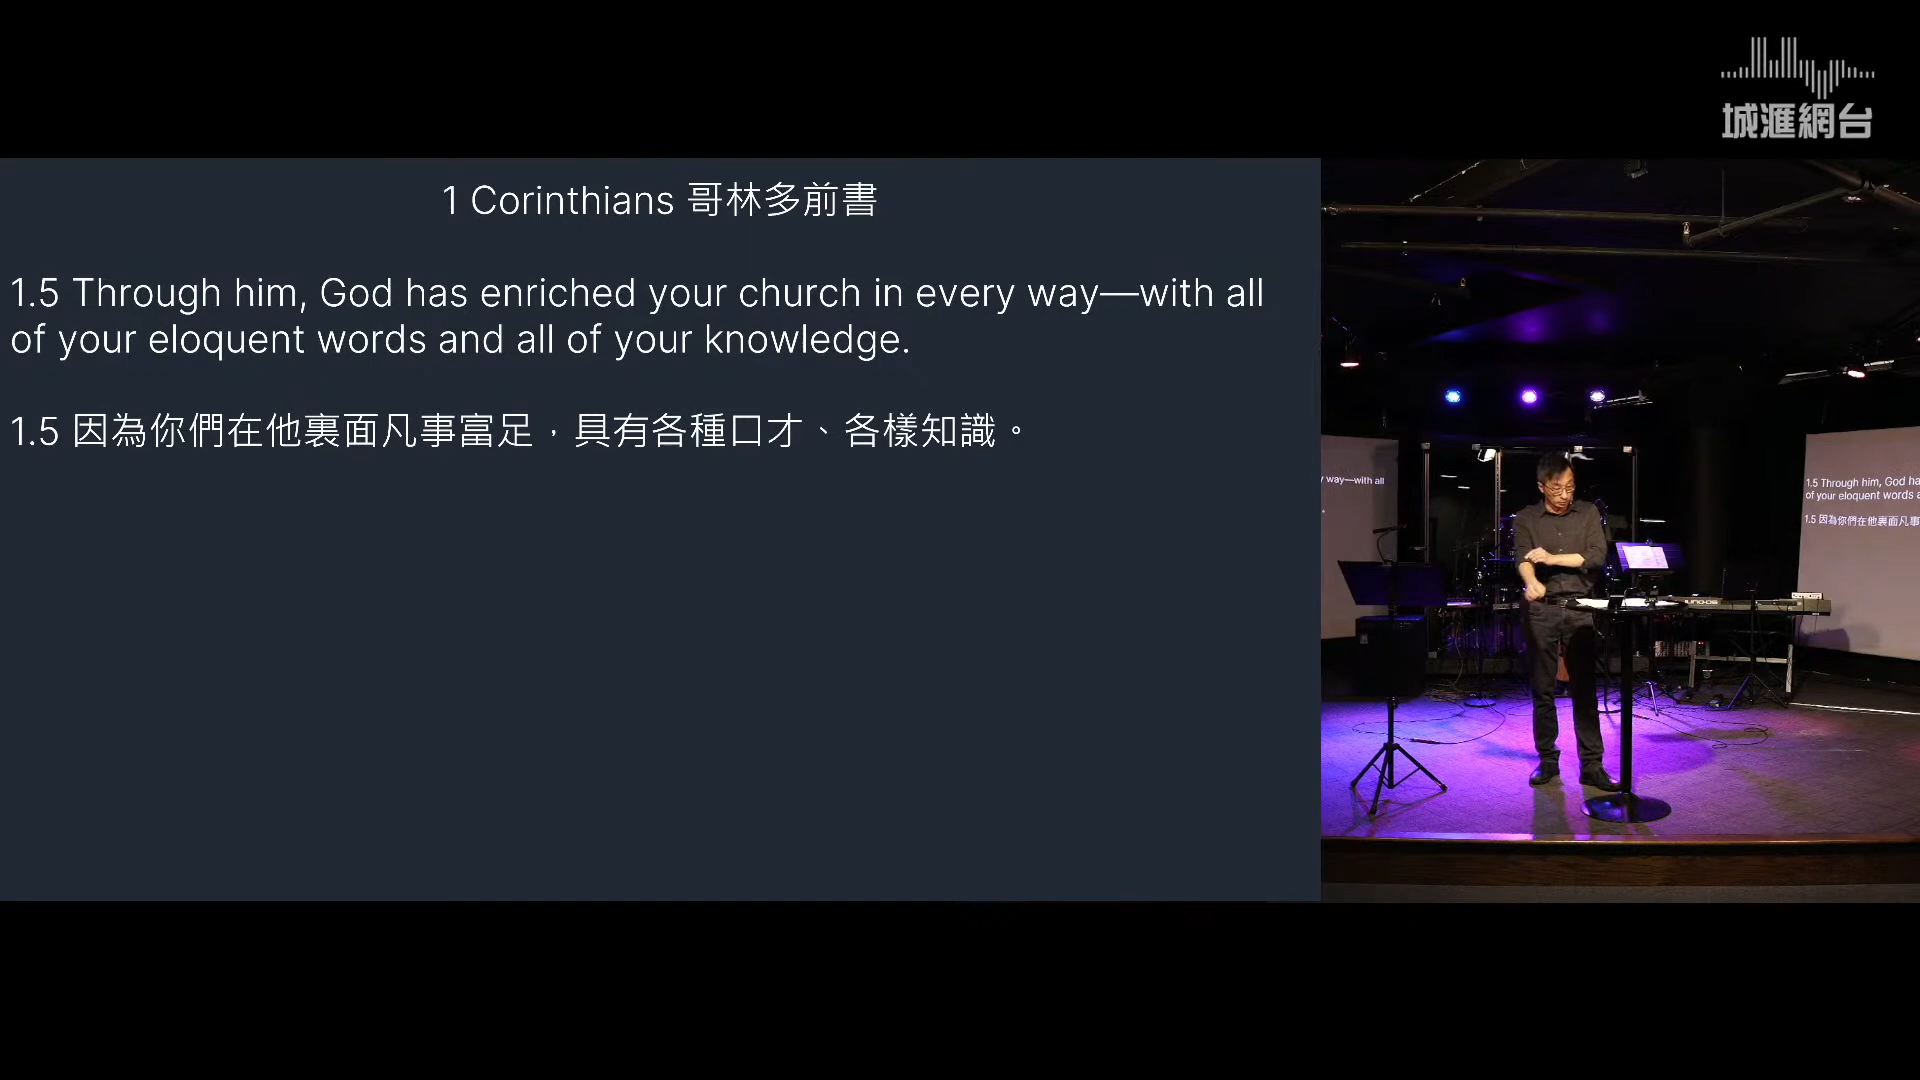 城滙網台
1 Corinthians 哥林多前書
1.5 Through him, God has enriched your church in every way—with all
of your eloquent words and all of your knowledge.
1.5 因為你們在他裏面凡事富足，具有各種口才、各樣知識。
y way—with all
1.5 Through him, God ha
of your eloquent words a
1.5 因為你們在他裏面凡事